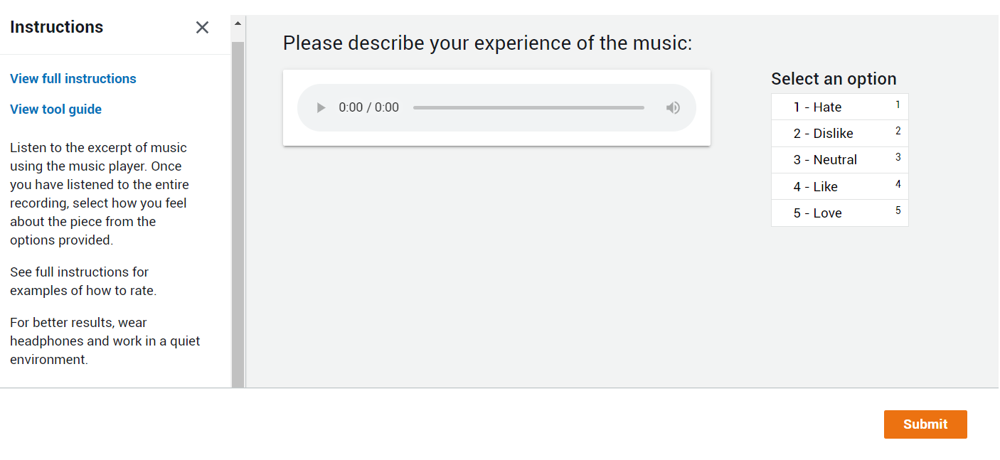 Instructions
View full instructions
View tool guide
Listen to the excerpt of music
using the music player. Once
you have listened to the entire
recording, select how you feel
about the piece from the
options provided.
See full instructions for
examples of how to rate.
For better results, wear
headphones and work in a quiet
environment.
Please describe your experience of the music:
0:00 / 0:00
Select an option
1 - Hate 1
2 - Dislike 2
3 - Neutral 3
4 - Like 4
5 - Love 5
Submit